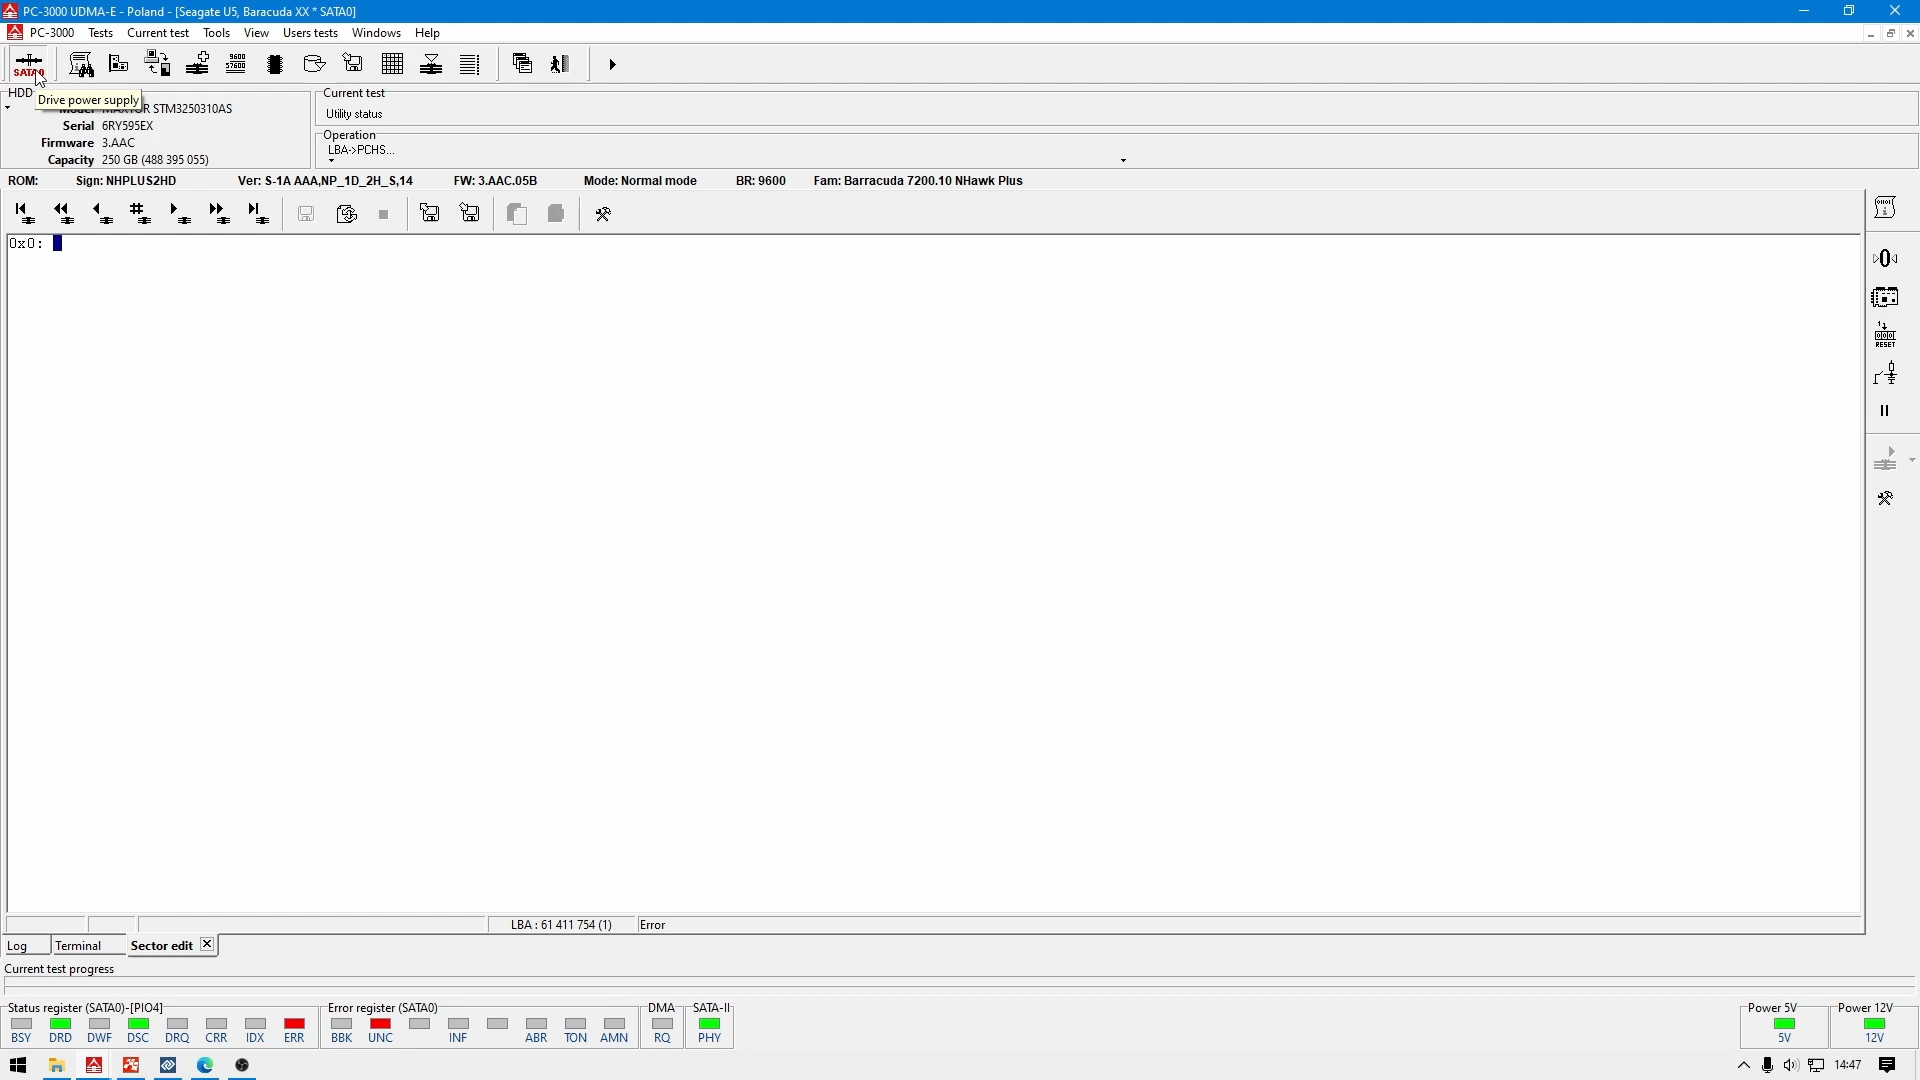 PC-3000 UDMA-E - Poland - [Seagate U5, Baracuda XX * SATA0]
PC-3000 Tests Current test Tools View Users tests Windows Help
SATA0
9600
57600
Drive power supply
HDD
MAXTOR STM3250310AS
Serial 6RY595EX
Firmware 3.AAC
Capacity 250 GB (488 395 055)
Current test
Utility status
Operation
LBA->PCHS...
ROM: Sign: NHPLUS2HD Ver: S-1A AAA,NP_1D_2H_S,14 FW: 3.AAC.05B Mode: Normal mode BR: 9600 Fam: Barracuda 7200.10 NHawk Plus
0x0:
RESET
LBA : 61 411 754 (1) Error
Log Terminal Sector edit
Current test progress
Status register (SATA0)-[PIO4] Error register (SATA0) DMA SATA-II Power 5V Power 12V
BSY DRD DWF DSC DRQ CRR IDX ERR BBK UNC INF ABR TON AMN RQ PHY 5V 12V
14:47